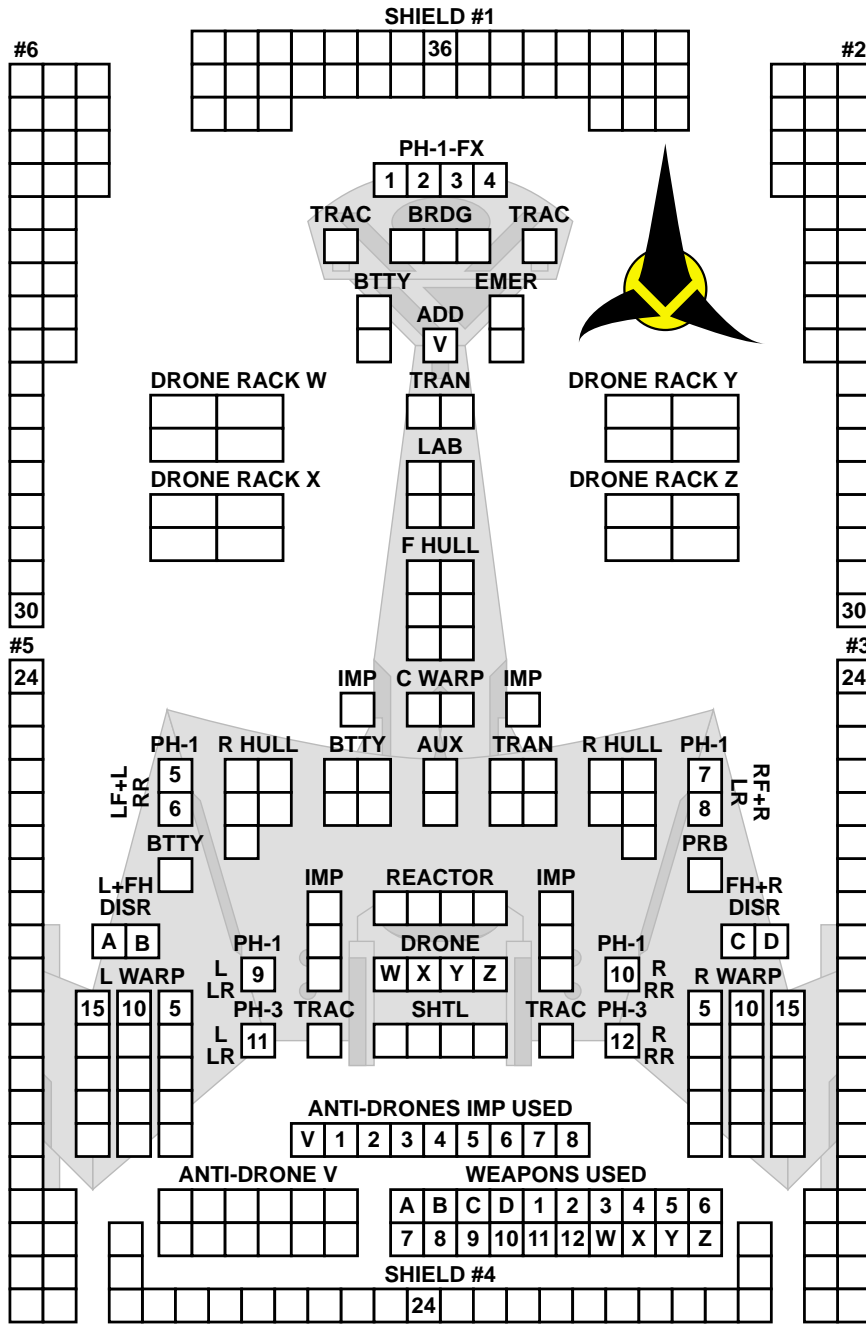 SHIELD #1
#6 36 #2
PH-1-FX
1 2 3 4
TRAC BRDG TRAC
BTTY EMER
ADD
V
DRONE RACK W TRAN DRONE RACK Y
LAB
DRONE RACK X DRONE RACK Z
F HULL
30 30
#5 #3
24 24
IMP C WARP IMP
PH-1 R HULL BTTY AUX TRAN R HULL PH-1
LF+L
RR
5 7
6 8
RF+R
LR
BTTY PRB
L+FH IMP REACTOR IMP FH+R
DISR DISR
A B PH-1 DRONE PH-1 C D
L WARP L
LR 9 W X Y Z 10 R
RR R WARP
15 10 5 PH-3 TRAC SHTL TRAC PH-3 5 10 15
L
LR 11 12 R
RR
ANTI-DRONES IMP USED
V 1 2 3 4 5 6 7 8
ANTI-DRONE V WEAPONS USED
A B C D 1 2 3 4 5 6
7 8 9 10 11 12 W X Y Z
SHIELD #4
24